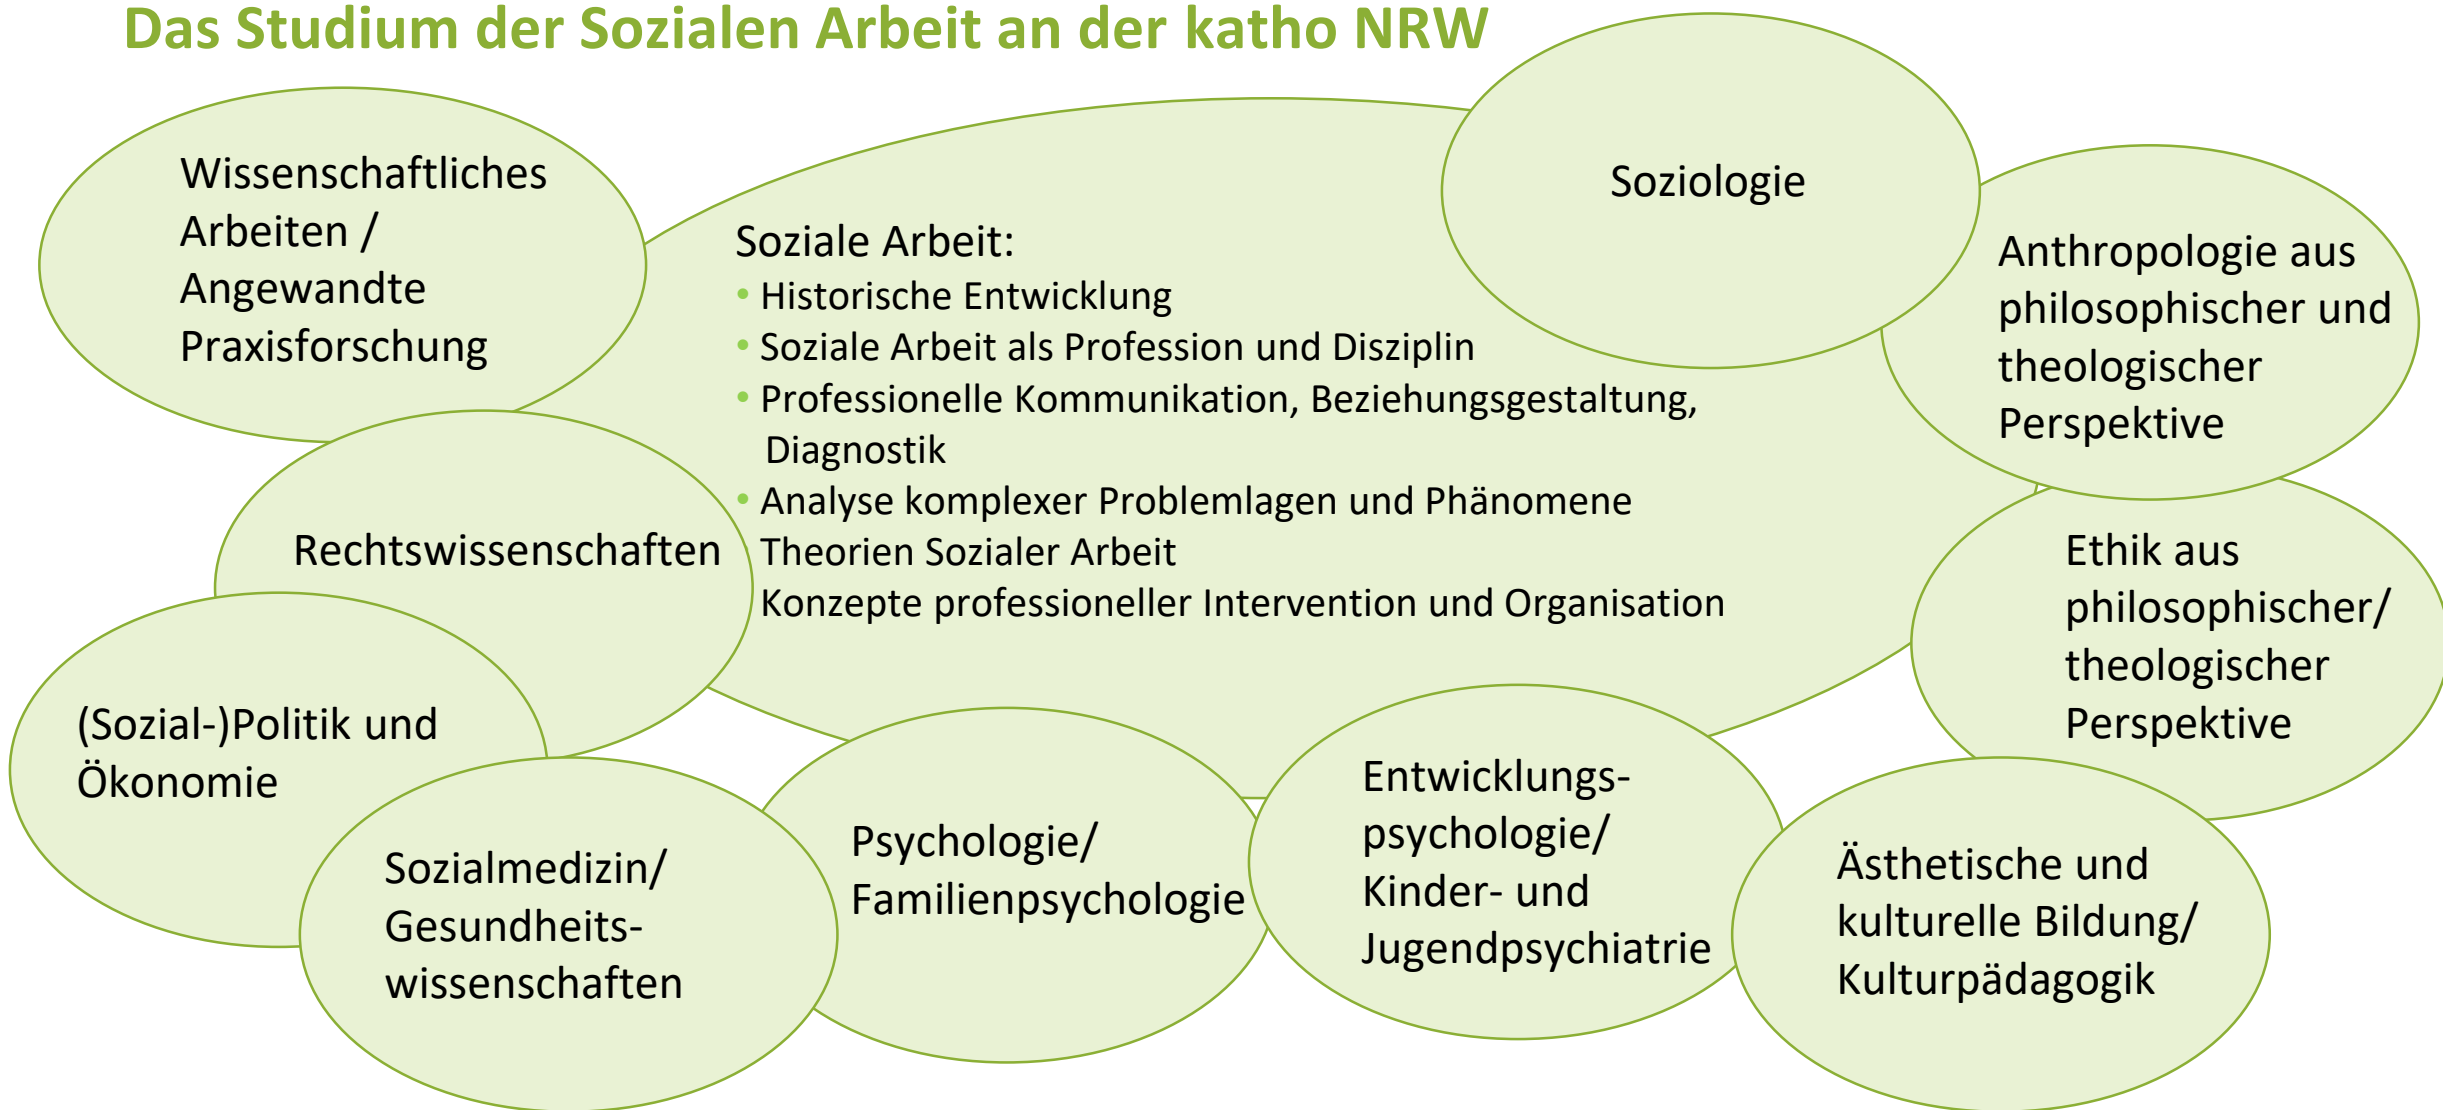 Das Studium der Sozialen Arbeit an der katho NRW
Wissenschaftliches
Arbeiten /
Angewandte
Praxisforschung
Soziale Arbeit:
• Historische Entwicklung
• Soziale Arbeit als Profession und Disziplin
• Professionelle Kommunikation, Beziehungsgestaltung,
Diagnostik
• Analyse komplexer Problemlagen und Phänomene
Theorien Sozialer Arbeit
Konzepte professioneller Intervention und Organisation
Soziologie
Anthropologie aus
philosophischer und
theologischer
Perspektive
Rechtswissenschaften
Ethik aus
philosophischer/
theologischer
Perspektive
(Sozial-)Politik und
Ökonomie
Sozialmedizin/
Gesundheits-
wissenschaften
Psychologie/
Familienpsychologie
Entwicklungs-
psychologie/
Kinder- und
Jugendpsychiatrie
Ästhetische und
kulturelle Bildung/
Kulturpädagogik